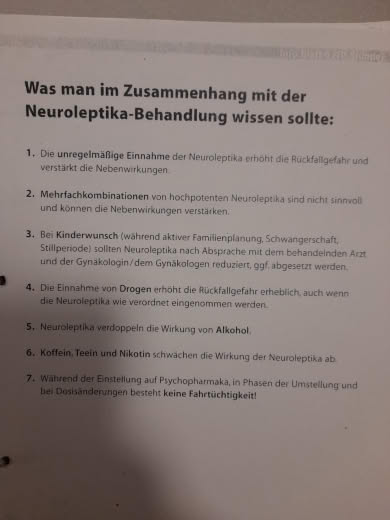 Was man im Zusammenhang mit der
Neuroleptika-Behandlung wissen sollte:
1. Die unregelmäßige Einnahme der Neuroleptika erhöht die Rückfallgefahr und
verstärkt die Nebenwirkungen.
2. Mehrfachkombinationen von hochpotenten Neuroleptika sind nicht sinnvoll
und können die Nebenwirkungen verstärken.
3. Bei Kinderwunsch (während aktiver Familienplanung, Schwangerschaft,
Stillperiode) sollten Neuroleptika nach Absprache mit dem behandelnden Arzt
und der Gynäkologin/dem Gynäkologen reduziert, ggf. abgesetzt werden.
4. Die Einnahme von Drogen erhöht die Rückfallgefahr erheblich, auch wenn
die Neuroleptika wie verordnet eingenommen werden.
5. Neuroleptika verdoppeln die Wirkung von Alkohol.
6. Koffein, Teein und Nikotin schwächen die Wirkung der Neuroleptika ab.
7. Während der Einstellung auf Psychopharmaka, in Phasen der Umstellung und
bei Dosisänderungen besteht keine Fahrtüchtigkeit!